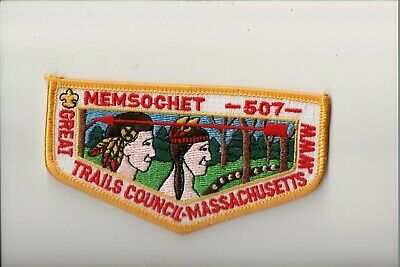 MEMSOCHET —507—
GREAT TRAILS COUNCIL-MASSACHUSETTS
WWW